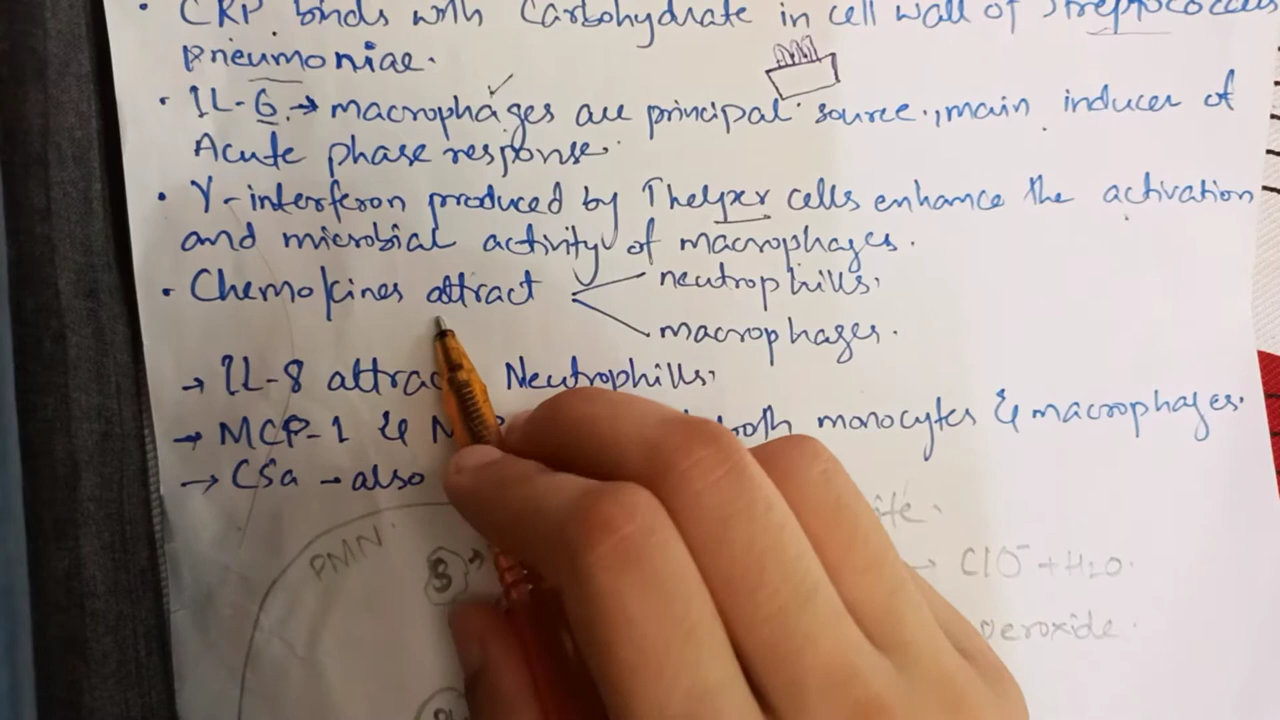 • CRP binds with Carbohydrate in cell wall of Streptococcus
Pneumoniae.
• IL-6 → macrophages are principal source, main inducer of
Acute phase response.
• γ-interferon produced by Thelper cells enhance the activation
and microbial activity of macrophages.
• Chemokines attract neutrophills.
macrophages.
→ IL-8 attrac Neutrophills.
→ MCP-1 & both monocytes & macrophages.
→ C5a - also
PMN
→ ClO⁻ + H2O
peroxide.